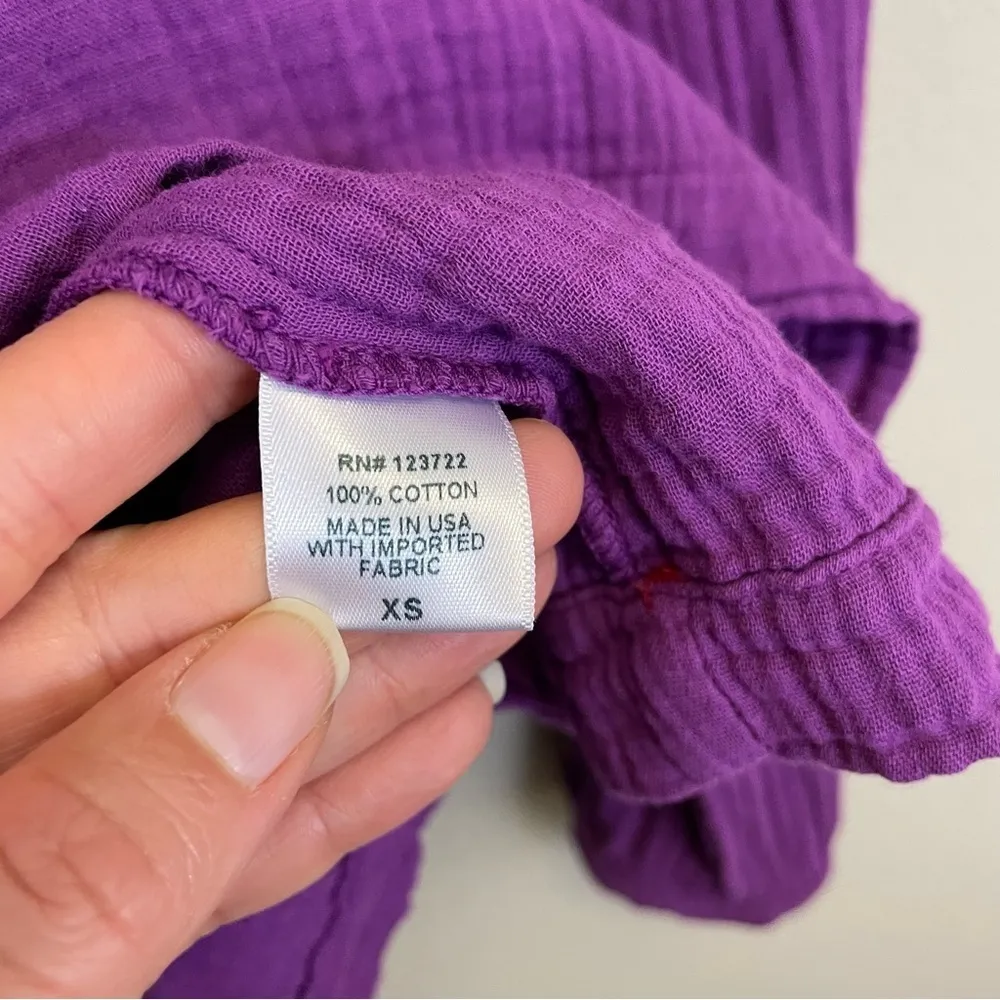 RN# 123722
100% COTTON
MADE IN USA
WITH IMPORTED
FABRIC
XS